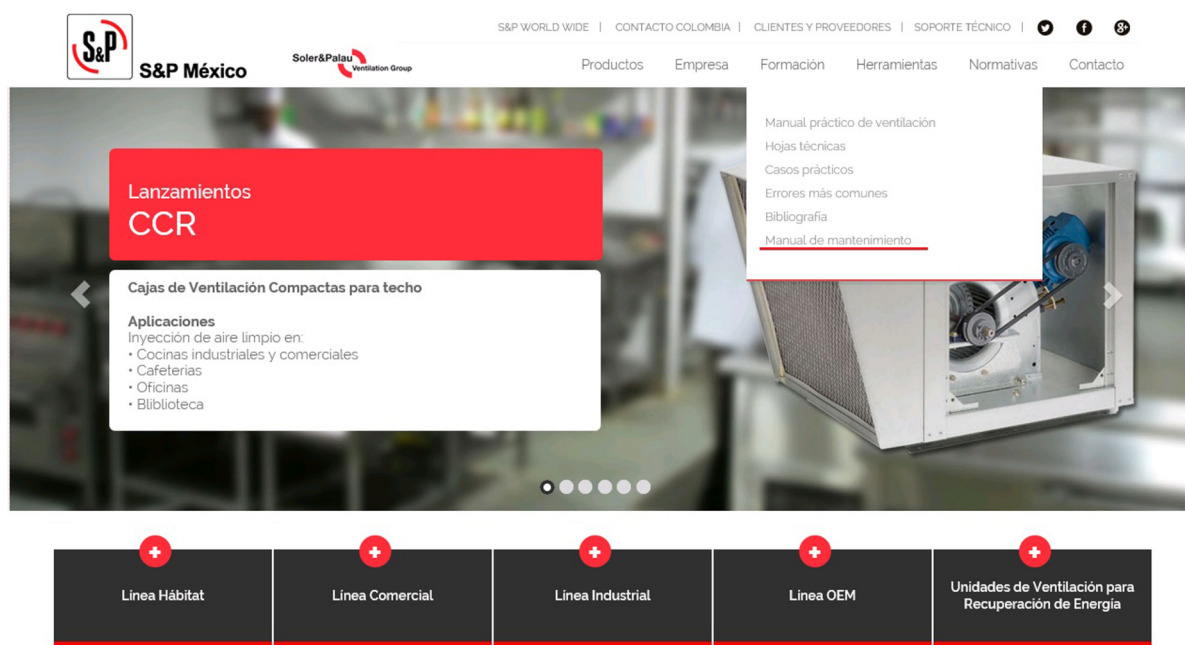 S&P WORLD WIDE | CONTACTO COLOMBIA | CLIENTES Y PROVEEDORES | SOPORTE TÉCNICO |
S&P
S&P México
Soler&Palau
Ventilation Group
Productos Empresa Formación Herramientas Normativas Contacto
Manual práctico de ventilación
Hojas técnicas
Casos prácticos
Errores más comunes
Bibliografía
Manual de mantenimiento
Lanzamientos
CCR
Cajas de Ventilación Compactas para techo
Aplicaciones
Inyección de aire limpio en:
• Cocinas industriales y comerciales
• Cafeterias
• Oficinas
• Bliblioteca
Línea Hábitat
Línea Comercial
Línea Industrial
Línea OEM
Unidades de Ventilación para
Recuperación de Energía